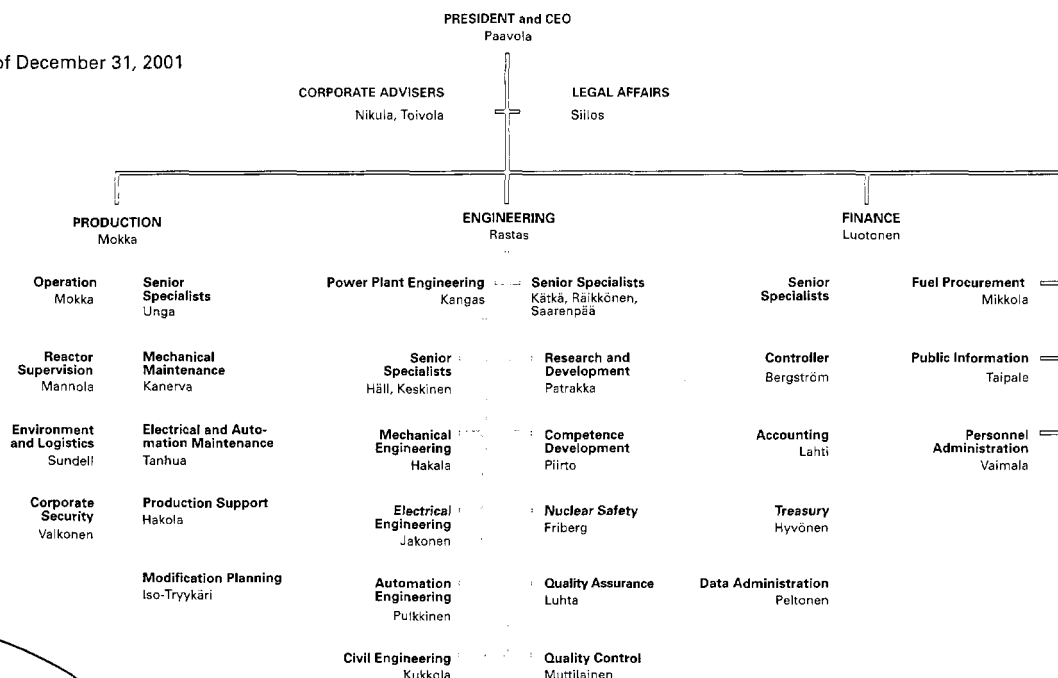 PRESIDENT and CEO
Paavola
of December 31, 2001
CORPORATE ADVISERS
Nikula, Toivola
LEGAL AFFAIRS
Siilos
PRODUCTION
Mokka
ENGINEERING
Rastas
FINANCE
Luotonen
Operation
Mokka
Senior
Specialists
Unga
Reactor
Supervision
Mannola
Mechanical
Maintenance
Kanerva
Environment
and Logistics
Sundell
Electrical and Auto-
mation Maintenance
Tanhua
Corporate
Security
Valkonen
Production Support
Hakola
Modification Planning
Iso-Tryykäri
Power Plant Engineering
Kangas
Senior Specialists
Kätkä, Räikkönen,
Saarenpää
Senior
Specialists
Häll, Keskinen
Research and
Development
Patrakka
Mechanical
Engineering
Hakala
Competence
Development
Piirto
Electrical
Engineering
Jakonen
Nuclear Safety
Friberg
Automation
Engineering
Pulkkinen
Quality Assurance
Luhta
Civil Engineering
Kukkola
Quality Control
Muttilainen
Senior
Specialists
Controller
Bergström
Accounting
Lahti
Treasury
Hyvönen
Data Administration
Peltonen
Fuel Procurement
Mikkola
Public Information
Taipale
Personnel
Administration
Vaimala